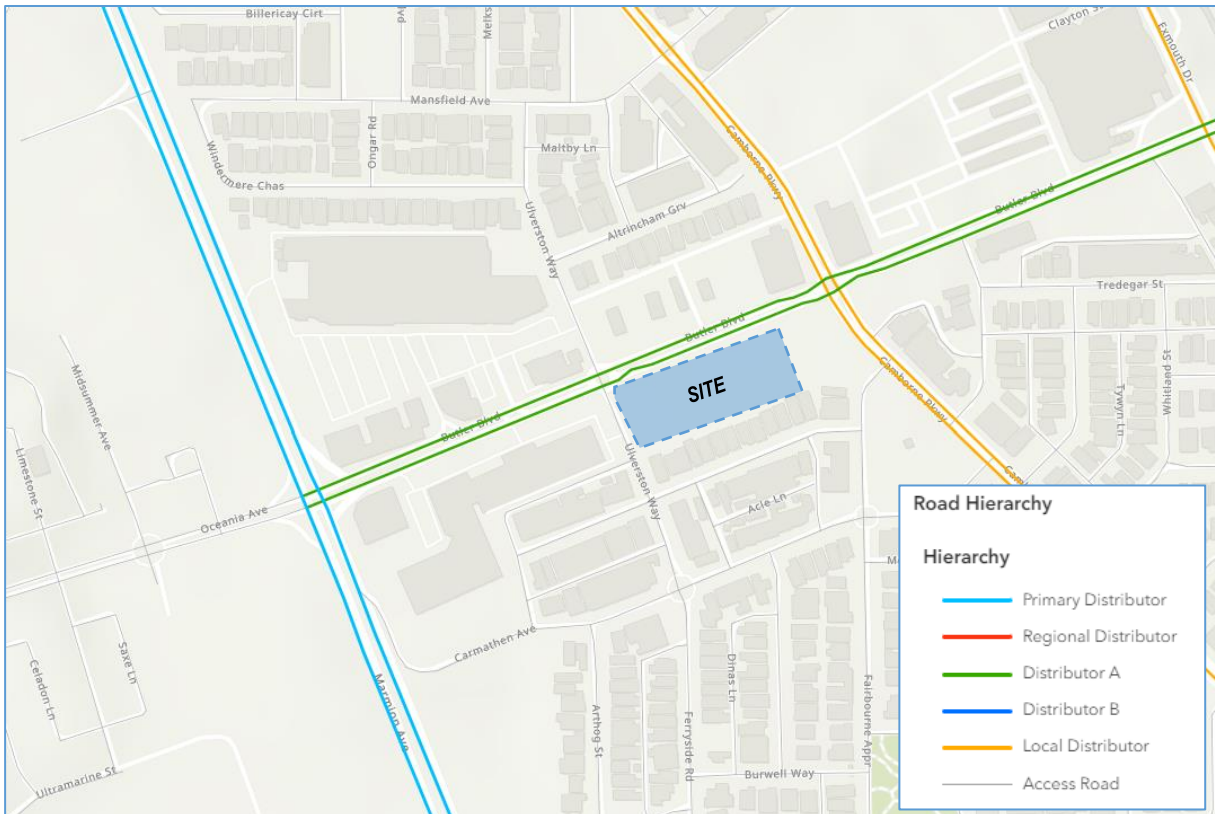 Billericay Cirt
Clayton S
Exmouth Dr
Mansfield Ave
Ongar Rd
Maltby Ln
Camborne Pkwy
Windermere Chas
Ulverston Way
Altrincham Grv
Butler Blvd
Tredegar St
Butler Blvd
SITE
Midsummer Ave
Camborne Pkwy
Whitland St
Tywyn Ln
Butler Blvd
Limestone St
Ulverston Way
Oceania Ave
Acle Ln
Carmathen Ave
Saxe Ln
Celadon Ln
Marmion Ave
Dinas Ln
Arthog St
Ferryside Rd
Fairbourne Appr
Ultramarine St
Burwell Way
Road Hierarchy
Hierarchy
Primary Distributor
Regional Distributor
Distributor A
Distributor B
Local Distributor
Access Road